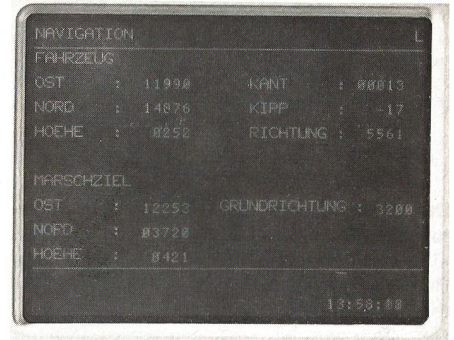 NAVIGATION L
FAHRZEUG
OST : 11990 KANT : 00013
NORD : 14876 KIPP : -17
HOEHE : 0252 RICHTUNG : 5561
MARSCHZIEL
OST : 12253 GRUNDRICHTUNG : 3200
NORD : 03720
HOEHE : 0421
13:58:00